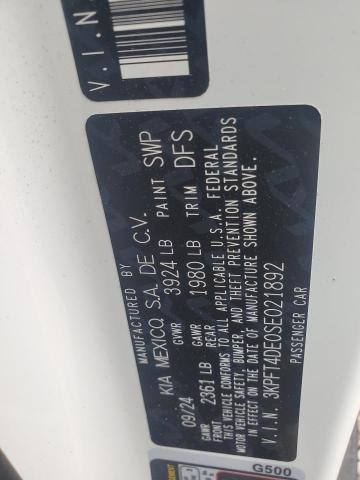 V.I.N.
MANUFACTURED BY
KIA MEXICO, S.A. DE C.V.
09/24 GVWR 3924 LB PAINT SWP
GAWR 2361 LB GAWR REAR 1980 LB TRIM DFS
THIS VEHICLE CONFORMS TO ALL APPLICABLE U.S.A. FEDERAL
MOTOR VEHICLE SAFETY, BUMPER, AND THEFT PREVENTION STANDARDS
IN EFFECT ON THE DATE OF MANUFACTURE SHOWN ABOVE.
V.I.N. 3KPFT4DE0SE021892
PASSENGER CAR
G500